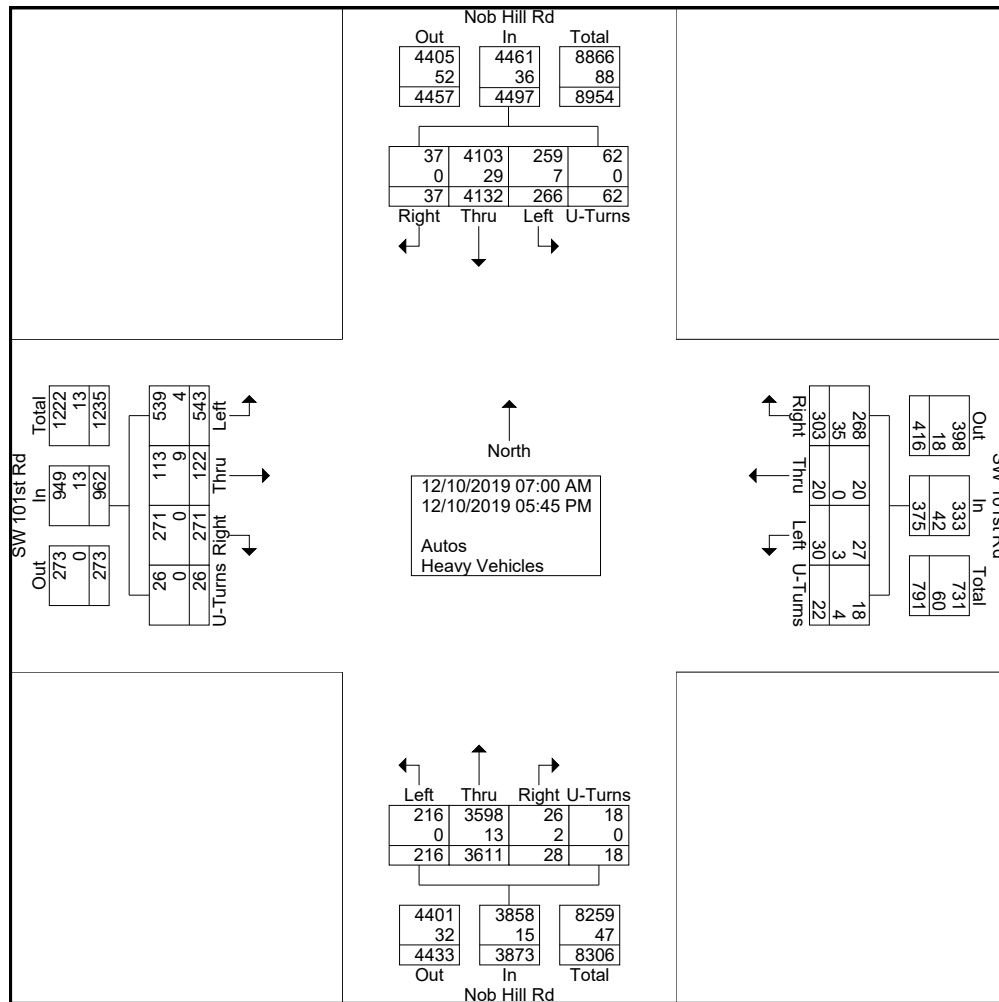 Nob Hill Rd
Out In Total
4405 4461 8866
52 36 88
4457 4497 8954
37 4103 259 62
0 29 7 0
37 4132 266 62
Right Thru Left U-Turns
SW 101st Rd
Total In Out
1222 949 273
13 13 0
1235 962 273
539 113 271 26
4 9 0 0
543 122 271 26
Left Thru Right U-Turns
North
12/10/2019 07:00 AM
12/10/2019 05:45 PM
Autos
Heavy Vehicles
Right Thru Left U-Turns
268 20 27 18
35 0 3 4
303 20 30 22
SW 101st Rd
Out In Total
398 333 731
18 42 60
416 375 791
Left Thru Right U-Turns
216 3598 26 18
0 13 2 0
216 3611 28 18
4401 3858 8259
32 15 47
4433 3873 8306
Out In Total
Nob Hill Rd